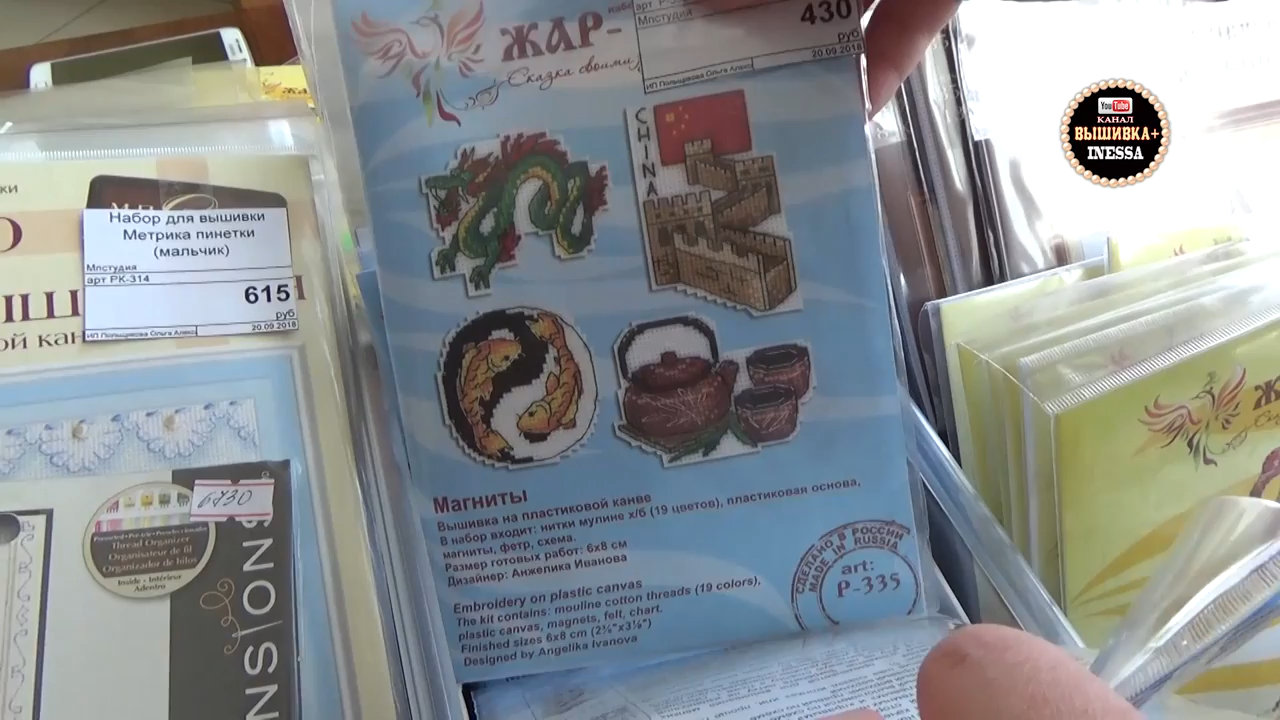 ЖАР-
Сказка своими
Мпстудия
430
руб
20.09.2018
ИП Польщикова Ольга Алекс
CHINA
Магниты
Вышивка на пластиковой канве
В набор входит: нитки мулине х/б (19 цветов), пластиковая основа,
магниты, фетр, схема.
Размер готовых работ: 6х8 см
Дизайнер: Анжелика Иванова
Embroidery on plastic canvas
The kit contains: mouline cotton threads (19 colors),
plastic canvas, magnets, felt, chart.
Finished sizes 6x8 cm (2⅜"x3⅛")
Designed by Angelika Ivanova
СДЕЛАНО В РОССИИ
MADE IN RUSSIA
art:
P-335
Набор для вышивки
Метрика пинетки
(мальчик)
Мпстудия
арт РК-314
615
руб
20.09.2018
ИП Польщикова Ольга Алекс
6730
Thread Organizer
Organisateur de fil
Organizador de hilos
Inside - Intérieur
Adentro
NSIONS
YouTube
КАНАЛ
ВЫШИВКА+
INESSA